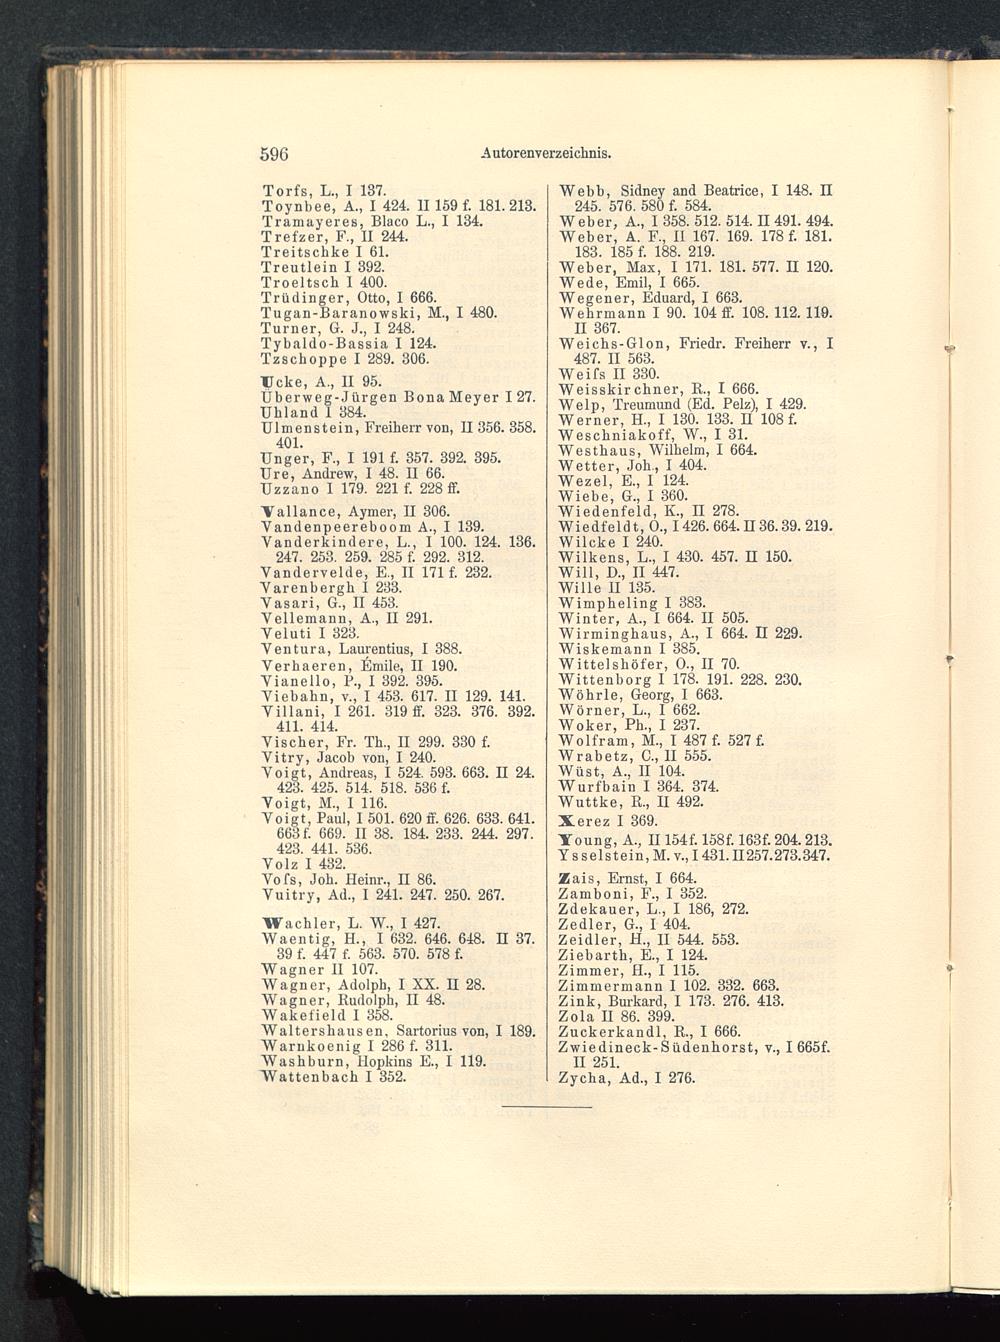 596 Autorenverzeichnis.
Torfs, L., I 137.
Toynbee, A., I 424. II 159 f. 181. 213.
Tramayeres, Blaco L., I 134.
Trefzer, F., II 244.
Treitschke I 61.
Treutlein I 392.
Troeltsch I 400.
Trüdinger, Otto, I 666.
Tugan-Baranowski, M., I 480.
Turner, G. J., I 248.
Tybaldo-Bassia I 124.
Tzschoppe I 289. 306.
Ucke, A., II 95.
Überweg-Jürgen Bona Meyer I 27.
Uhland I 384.
Ulmenstein, Freiherr von, II 356. 358.
401.
Unger, F., I 191 f. 357. 392. 395.
Ure, Andrew, I 48. II 66.
Uzzano I 179. 221 f. 228 ff.
Vallance, Aymer, II 306.
Vandenpeereboom A., I 139.
Vanderkindere, L., I 100. 124. 136.
247. 253. 259. 285 f. 292. 312.
Vandervelde, E., II 171 f. 232.
Varenbergh I 233.
Vasari, G., II 453.
Vellemann, A., II 291.
Veluti I 323.
Ventura, Laurentius, I 388.
Verhaeren, Émile, II 190.
Vianello, P., I 392. 395.
Viebahn, v., I 453. 617. II 129. 141.
Villani, I 261. 319 ff. 323. 376. 392.
411. 414.
Vischer, Fr. Th., II 299. 330 f.
Vitry, Jacob von, I 240.
Voigt, Andreas, I 524. 593. 663. II 24.
423. 425. 514. 518. 536 f.
Voigt, M., I 116.
Voigt, Paul, I 501. 620 ff. 626. 633. 641.
663 f. 669. II 38. 184. 233. 244. 297.
423. 441. 536.
Volz I 432.
Vofs, Joh. Heinr., II 86.
Vuitry, Ad., I 241. 247. 250. 267.
Wachler, L. W., I 427.
Waentig, H., I 632. 646. 648. II 37.
39 f. 447 f. 563. 570. 578 f.
Wagner II 107.
Wagner, Adolph, I XX. II 28.
Wagner, Rudolph, II 48.
Wakefield I 358.
Waltershausen, Sartorius von, I 189.
Warnkoenig I 286 f. 311.
Washburn, Hopkins E., I 119.
Wattenbach I 352.
Webb, Sidney and Beatrice, I 148. II
245. 576. 580 f. 584.
Weber, A., I 358. 512. 514. II 491. 494.
Weber, A. F., II 167. 169. 178 f. 181.
183. 185 f. 188. 219.
Weber, Max, I 171. 181. 577. II 120.
Wede, Emil, I 665.
Wegener, Eduard, I 663.
Wehrmann I 90. 104 ff. 108. 112. 119.
II 367.
Weichs-Glon, Friedr. Freiherr v., I
487. II 563.
Weifs II 330.
Weisskirchner, R., I 666.
Welp, Treumund (Ed. Pelz), I 429.
Werner, H., I 130. 133. II 108 f.
Weschniakoff, W., I 31.
Westhaus, Wilhelm, I 664.
Wetter, Joh., I 404.
Wezel, E., I 124.
Wiebe, G., I 360.
Wiedenfeld, K., II 278.
Wiedfeldt, O., I 426. 664. II 36. 39. 219.
Wilcke I 240.
Wilkens, L., I 430. 457. II 150.
Will, D., II 447.
Wille II 135.
Wimpheling I 383.
Winter, A., I 664. II 505.
Wirminghaus, A., I 664. II 229.
Wiskemann I 385.
Wittelshöfer, O., II 70.
Wittenborg I 178. 191. 228. 230.
Wöhrle, Georg, I 663.
Wörner, L., I 662.
Woker, Ph., I 237.
Wolfram, M., I 487 f. 527 f.
Wrabetz, C., II 555.
Wüst, A., II 104.
Wurfbain I 364. 374.
Wuttke, R., II 492.
Xerez I 369.
Young, A., II 154 f. 158 f. 163 f. 204. 213.
Ysselstein, M. v., I 431. II 257. 273. 347.
Zais, Ernst, I 664.
Zamboni, F., I 352.
Zdekauer, L., I 186, 272.
Zedler, G., I 404.
Zeidler, H., II 544. 553.
Ziebarth, E., I 124.
Zimmer, H., I 115.
Zimmermann I 102. 332. 663.
Zink, Burkard, I 173. 276. 413.
Zola II 86. 399.
Zuckerkandl, R., I 666.
Zwiedineck-Südenhorst, v., I 665 f.
II 251.
Zycha, Ad., I 276.